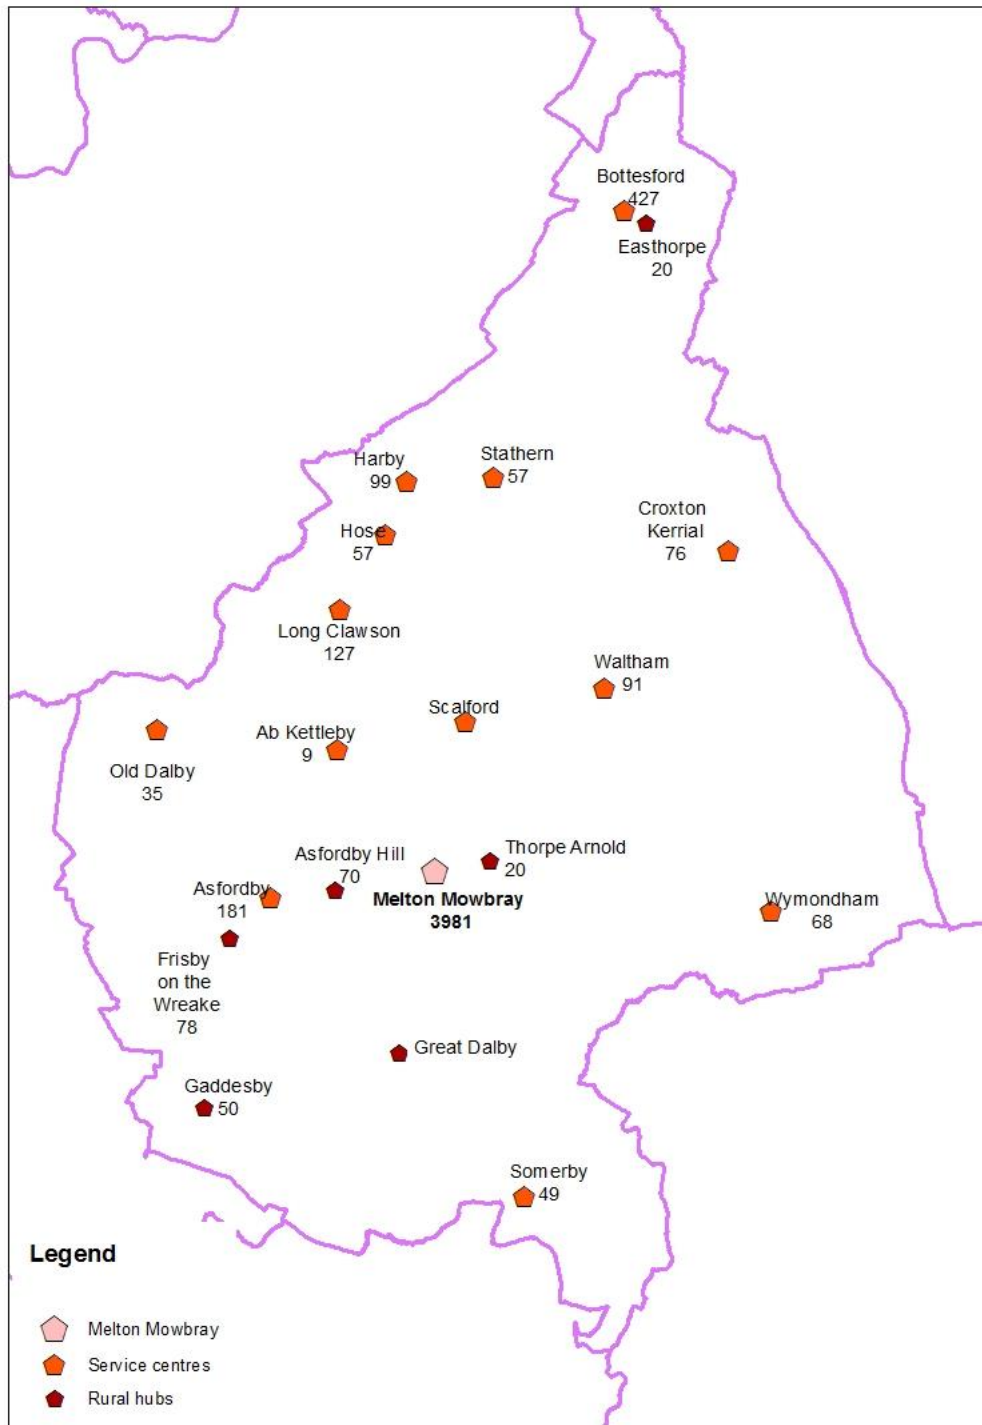 Bottesford
427
Easthorpe
20
Harby
99
Stathern
57
Hose
57
Croxton
Kerrial
76
Long Clawson
127
Waltham
91
Scalford
Ab Kettleby
9
Old Dalby
35
Asfordby Hill
70
Thorpe Arnold
20
Melton Mowbray
3981
Asfordby
181
Wymondham
68
Frisby
on the
Wreake
78
Great Dalby
Gaddesby
50
Somerby
49
Legend
Melton Mowbray
Service centres
Rural hubs